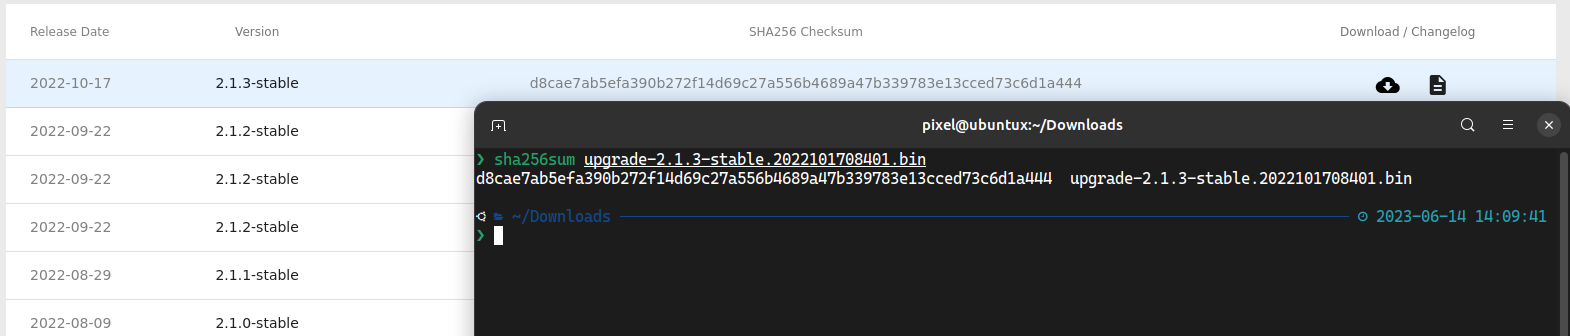 Release Date Version SHA256 Checksum Download / Changelog
2022-10-17 2.1.3-stable d8cae7ab5efa390b272f14d69c27a556b4689a47b339783e13cced73c6d1a444
2022-09-22 2.1.2-stable
2022-09-22 2.1.2-stable
2022-09-22 2.1.2-stable
2022-08-29 2.1.1-stable
2022-08-09 2.1.0-stable
pixel@ubuntux:~/Downloads
❯ sha256sum upgrade-2.1.3-stable.2022101708401.bin
d8cae7ab5efa390b272f14d69c27a556b4689a47b339783e13cced73c6d1a444  upgrade-2.1.3-stable.2022101708401.bin
~/Downloads 2023-06-14 14:09:41
❯